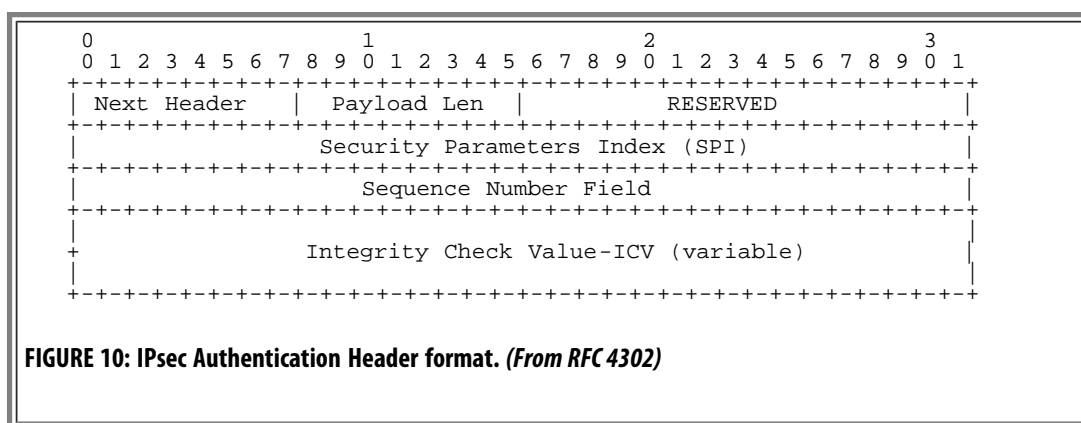 0                   1                   2                   3
0 1 2 3 4 5 6 7 8 9 0 1 2 3 4 5 6 7 8 9 0 1 2 3 4 5 6 7 8 9 0 1
+-+-+-+-+-+-+-+-+-+-+-+-+-+-+-+-+-+-+-+-+-+-+-+-+-+-+-+-+-+-+-+-+
| Next Header | Payload Len | RESERVED |
+-+-+-+-+-+-+-+-+-+-+-+-+-+-+-+-+-+-+-+-+-+-+-+-+-+-+-+-+-+-+-+-+
| Security Parameters Index (SPI) |
+-+-+-+-+-+-+-+-+-+-+-+-+-+-+-+-+-+-+-+-+-+-+-+-+-+-+-+-+-+-+-+-+
| Sequence Number Field |
+-+-+-+-+-+-+-+-+-+-+-+-+-+-+-+-+-+-+-+-+-+-+-+-+-+-+-+-+-+-+-+-+
| |
+ Integrity Check Value-ICV (variable) |
| |
+-+-+-+-+-+-+-+-+-+-+-+-+-+-+-+-+-+-+-+-+-+-+-+-+-+-+-+-+-+-+-+-+
FIGURE 10: IPsec Authentication Header format. (From RFC 4302)